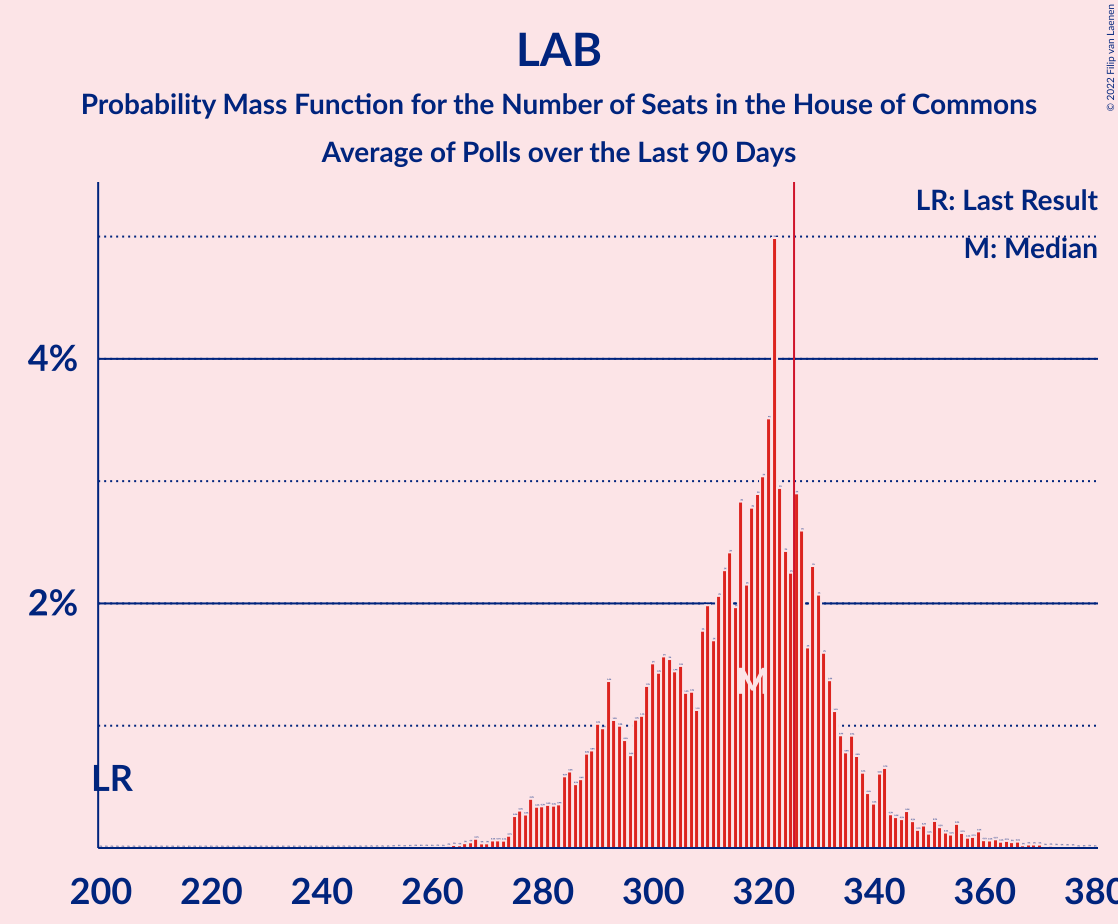 LAB
Probability Mass Function for the Number of Seats in the House of Commons
Average of Polls over the Last 90 Days
© 2022 Filip van Laenen
LR: Last Result
M: Median
4%
2%
M
LR
200 220 240 260 280 300 320 340 360 380